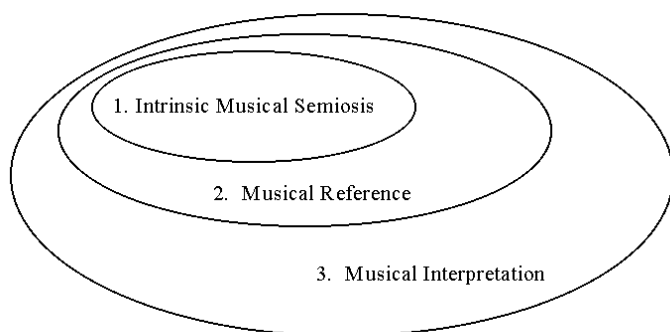 1. Intrinsic Musical Semiosis
2. Musical Reference
3. Musical Interpretation